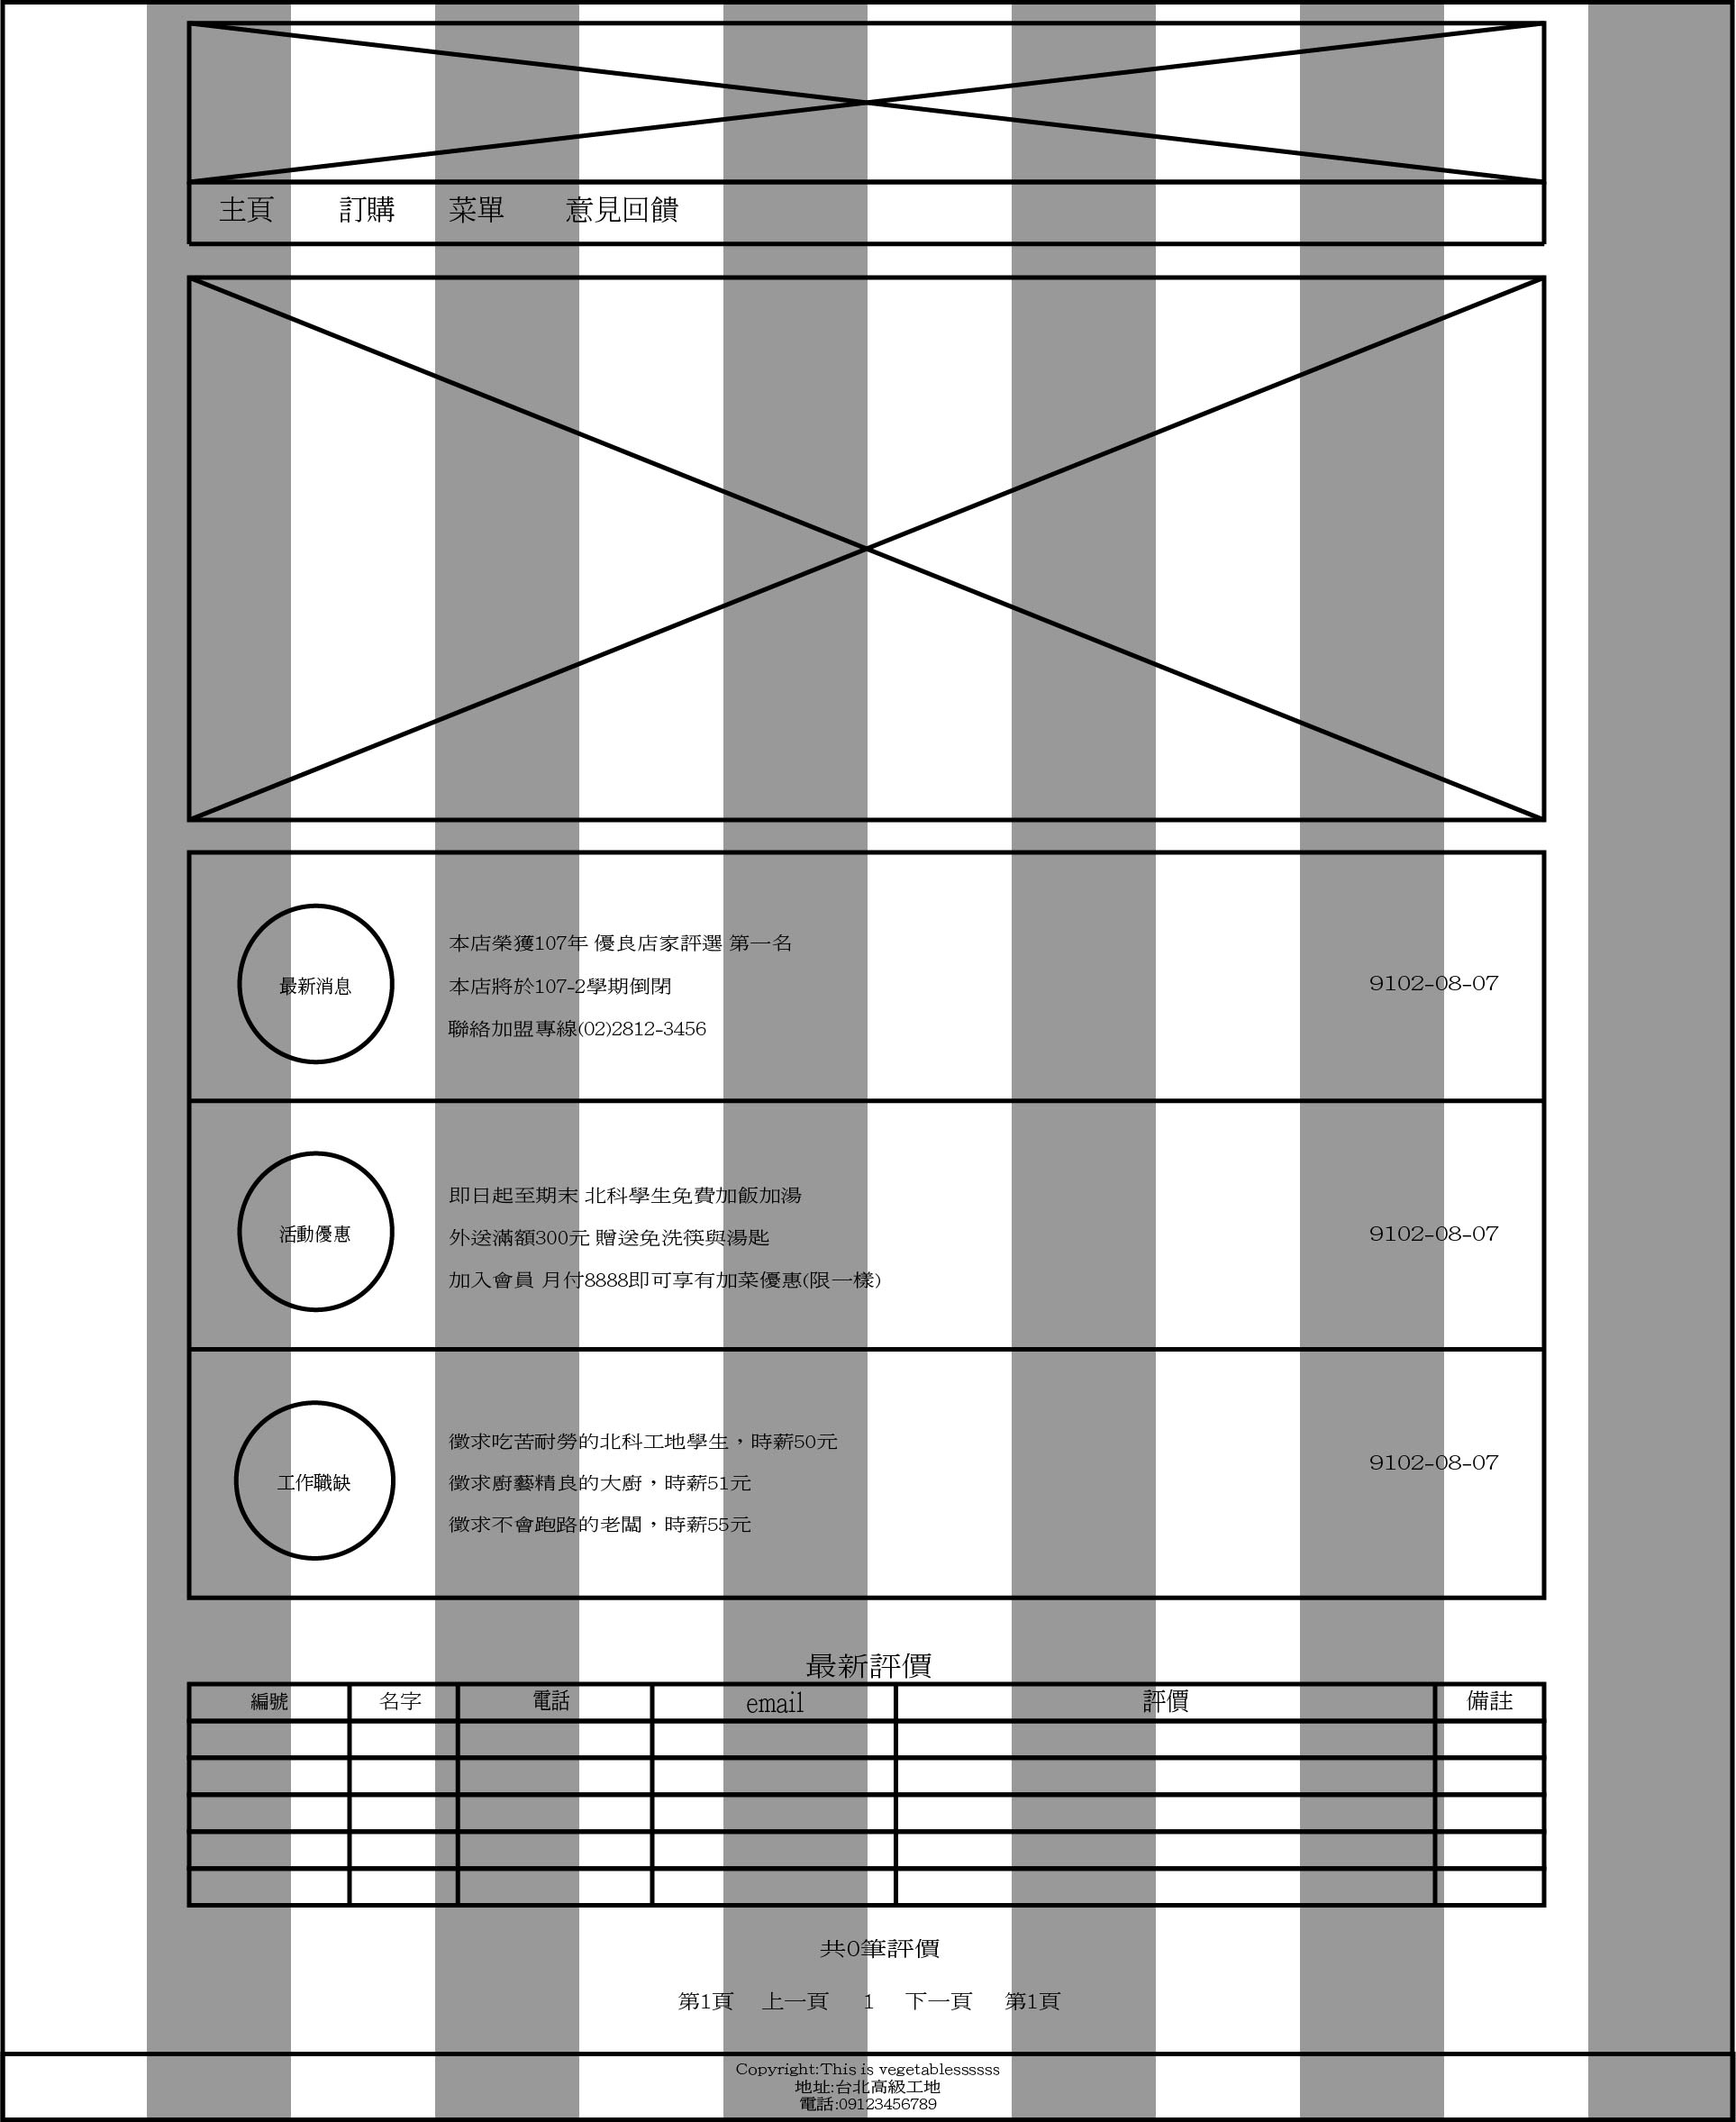 主頁 訂購 菜單 意見回饋
本店榮獲107年 優良店家評選 第一名
最新消息
本店將於107-2學期倒閉
9102-08-07
聯絡加盟專線(02)2812-3456
即日起至期末 北科學生免費加飯加湯
活動優惠
外送滿額300元 贈送免洗筷與湯匙
9102-08-07
加入會員 月付8888即可享有加菜優惠(限一樣)
徵求吃苦耐勞的北科工地學生，時薪50元
9102-08-07
工作職缺
徵求廚藝精良的大廚，時薪51元
徵求不會跑路的老闆，時薪55元
最新評價
編號 名字 電話 email 評價 備註
共0筆評價
第1頁 上一頁 1 下一頁 第1頁
Copyright:This is vegetablessssss
地址:台北高級工地
電話:09123456789